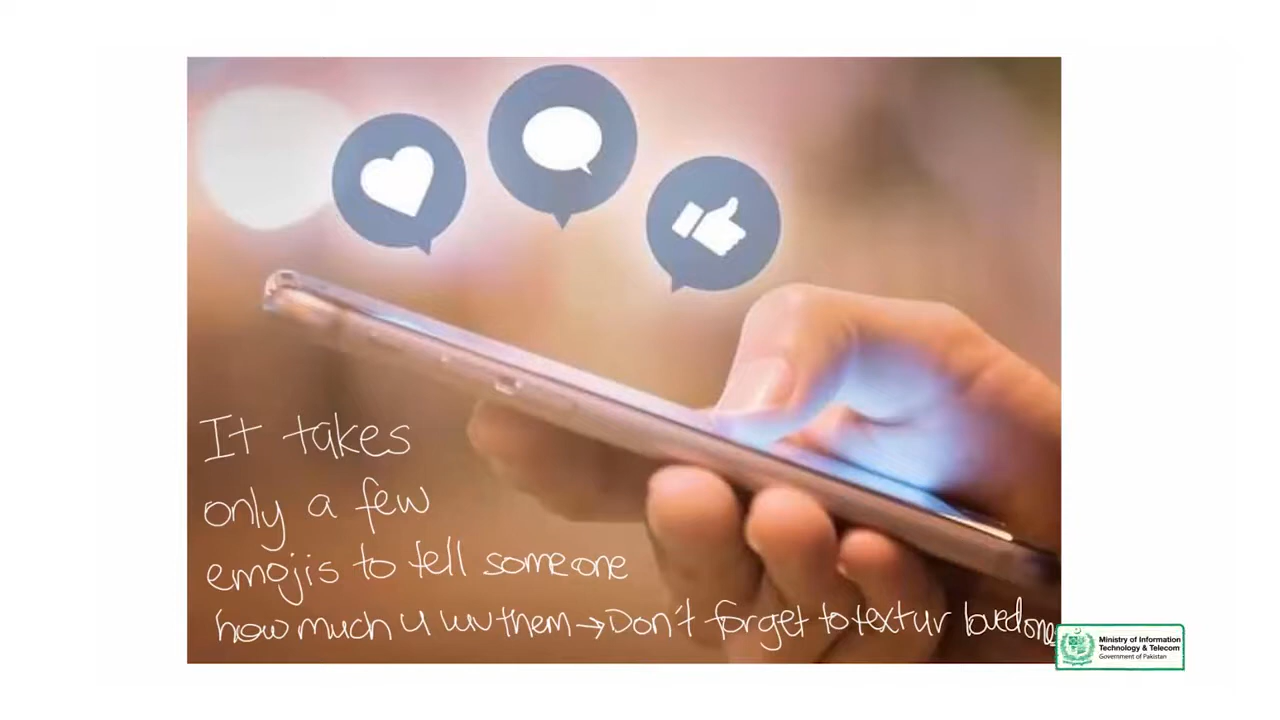 It takes
only a few
emojis to tell someone
how much u luv them → Don't forget to text ur loved ones
Ministry of Information
Technology & Telecom
Government of Pakistan